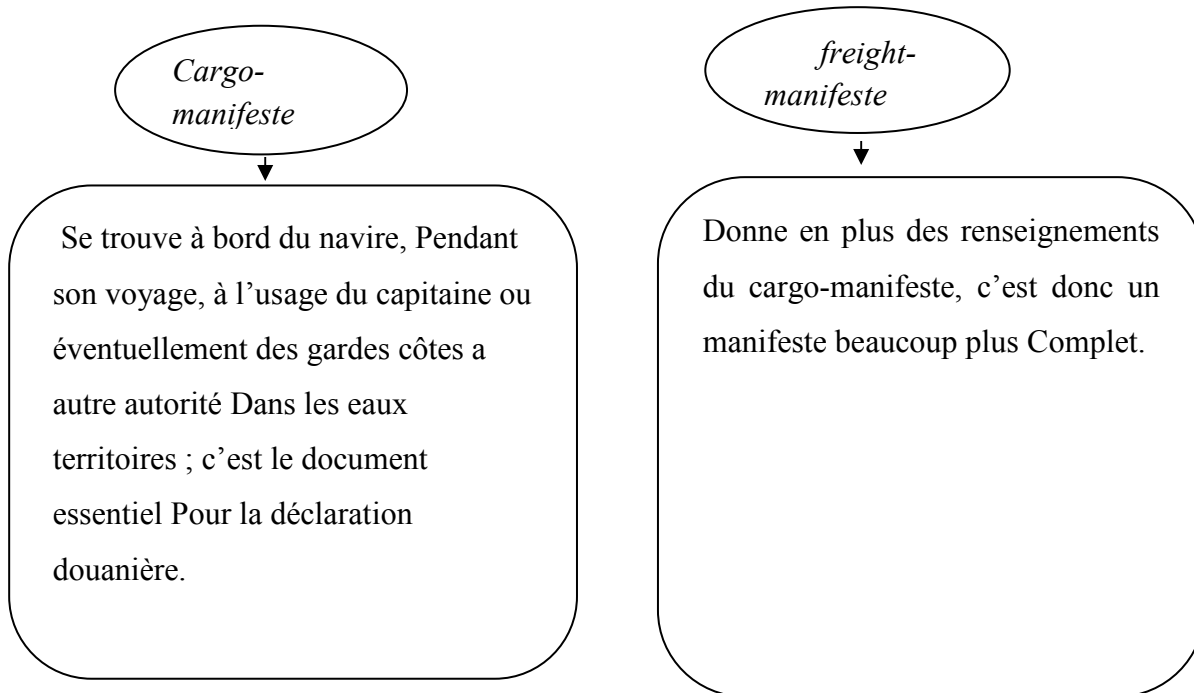 Cargo-
manifeste
freight-
manifeste
Se trouve à bord du navire, Pendant
son voyage, à l’usage du capitaine ou
éventuellement des gardes côtes a
autre autorité Dans les eaux
territoires ; c’est le document
essentiel Pour la déclaration
douanière.
Donne en plus des renseignements
du cargo-manifeste, c’est donc un
manifeste beaucoup plus Complet.